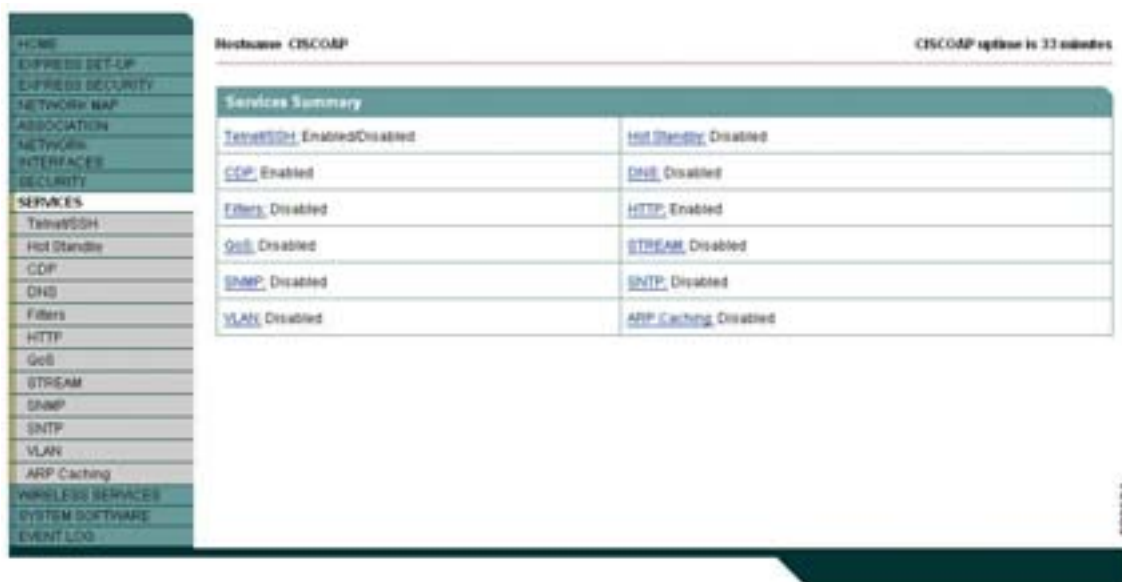 HOME
EXPRESS SET-UP
EXPRESS SECURITY
NETWORK MAP
ASSOCIATION
NETWORK
INTERFACES
SECURITY
SERVICES
Telnet/SSH
Hot Standby
CDP
DNS
Filters
HTTP
QoS
STREAM
SNMP
SNTP
VLAN
ARP Caching
WIRELESS SERVICES
SYSTEM SOFTWARE
EVENT LOG
Hostname CISCOAP
CISCOAP uptime is 33 minutes
Services Summary
Telnet/SSH: Enabled/Disabled
Hot Standby: Disabled
CDP: Enabled
DNS: Disabled
Filters: Disabled
HTTP: Enabled
QoS: Disabled
STREAM: Disabled
SNMP: Disabled
SNTP: Disabled
VLAN: Disabled
ARP Caching: Disabled